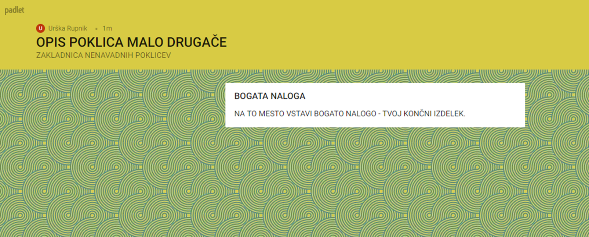 padlet
U Urška Rupnik • 1m
OPIS POKLICA MALO DRUGAČE
ZAKLADNICA NENAVADNIH POKLICEV
BOGATA NALOGA
NA TO MESTO VSTAVI BOGATO NALOGO - TVOJ KONČNI IZDELEK.